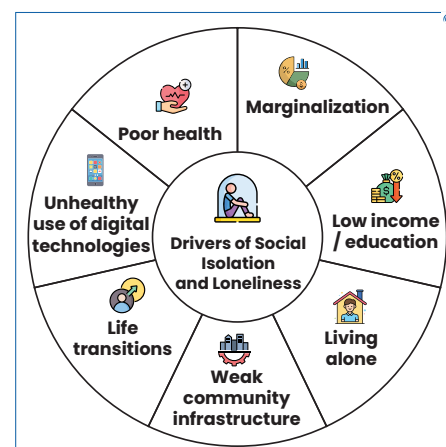 Drivers of Social
Isolation
and Loneliness
Marginalization
Low income
/ education
Living
alone
Weak
community
infrastructure
Life
transitions
Unhealthy
use of digital
technologies
Poor health